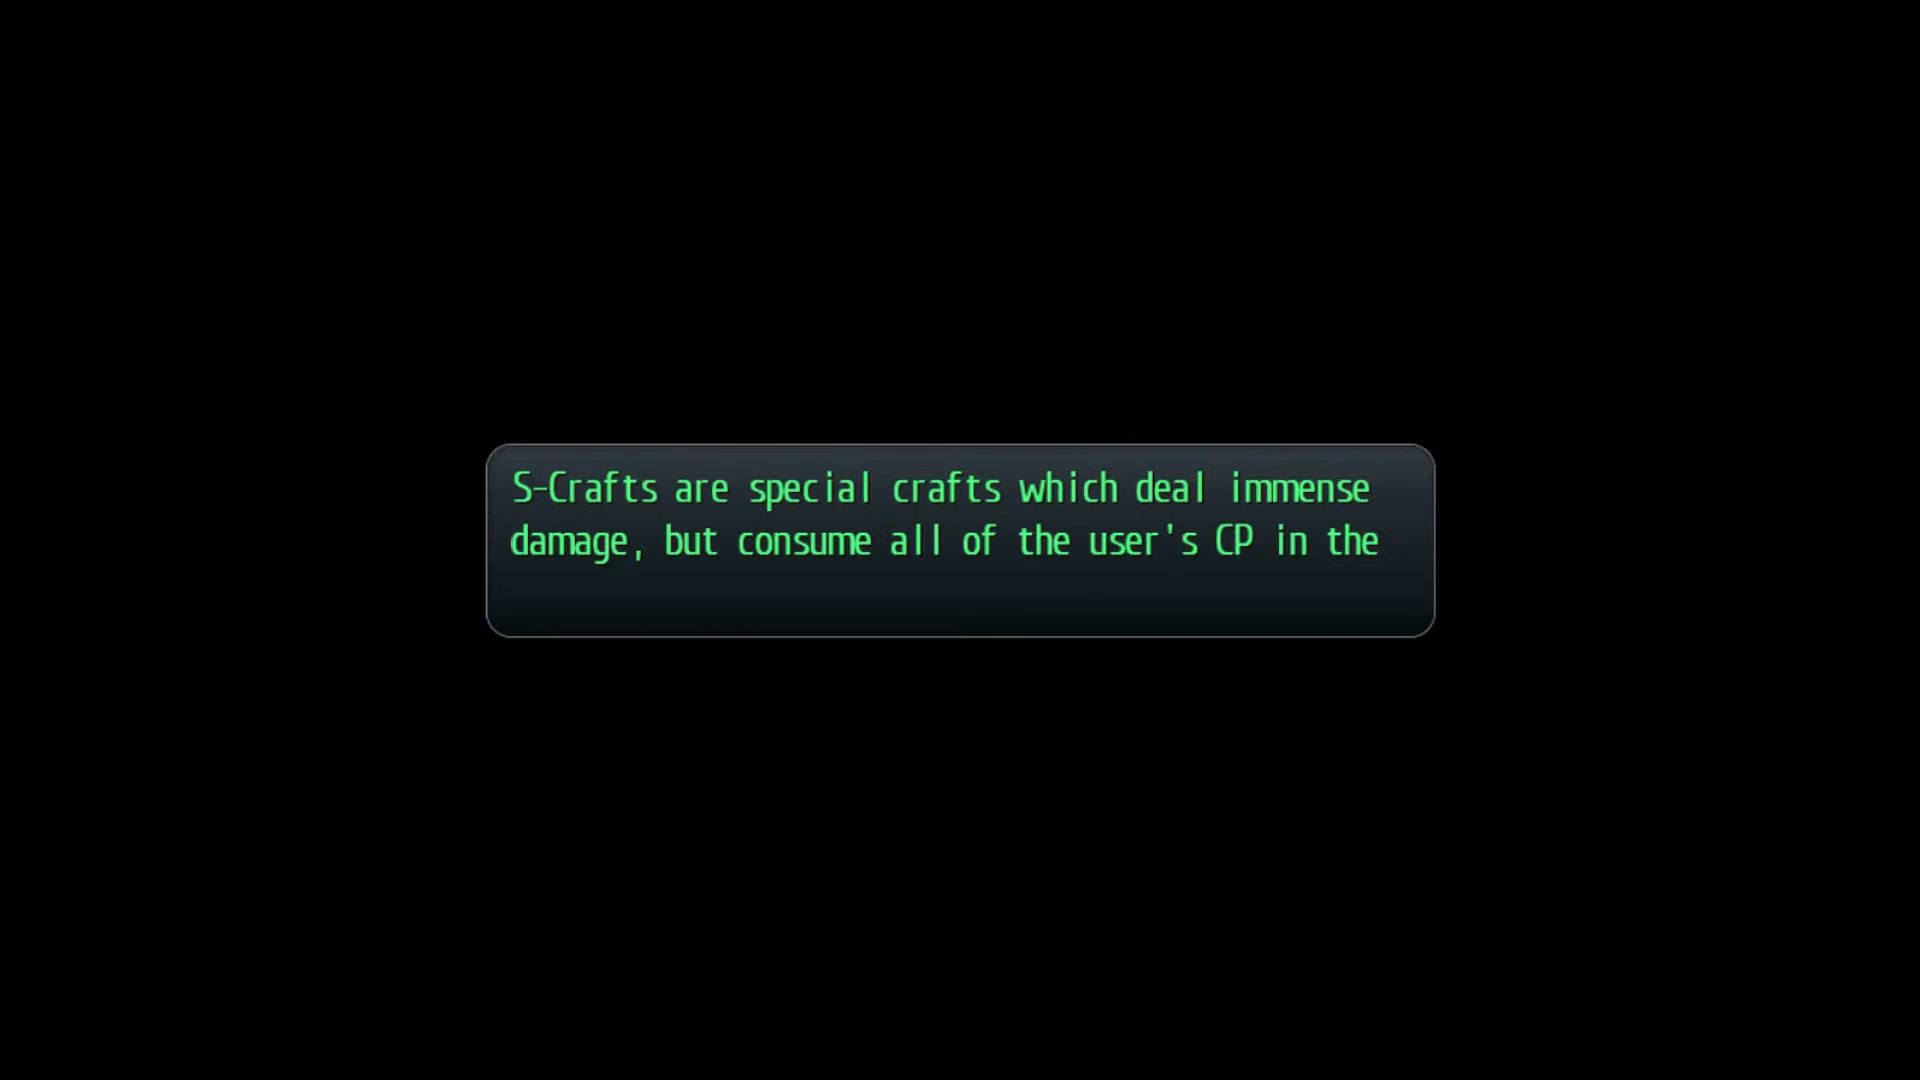 S-Crafts are special crafts which deal immense
damage, but consume all of the user's CP in the